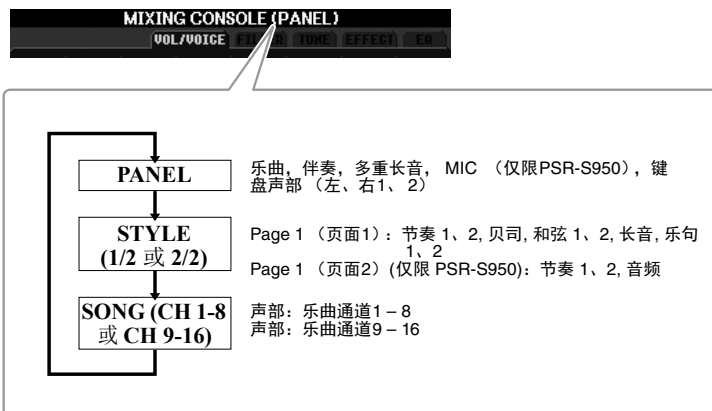 MIXING CONSOLE (PANEL)
VOL/VOICE FILTER TUNE EFFECT EQ
PANEL
乐曲，伴奏，多重长音， MIC （仅限PSR-S950），键
盘声部 （左、右1、 2）
STYLE
(1/2 或 2/2)
Page 1 （页面1）：节奏 1、2, 贝司, 和弦 1、2, 长音, 乐句
1、2
Page 1 （页面2）(仅限 PSR-S950)：节奏 1、2, 音频
SONG (CH 1-8
或 CH 9-16)
声部：乐曲通道1 – 8
声部：乐曲通道9 – 16